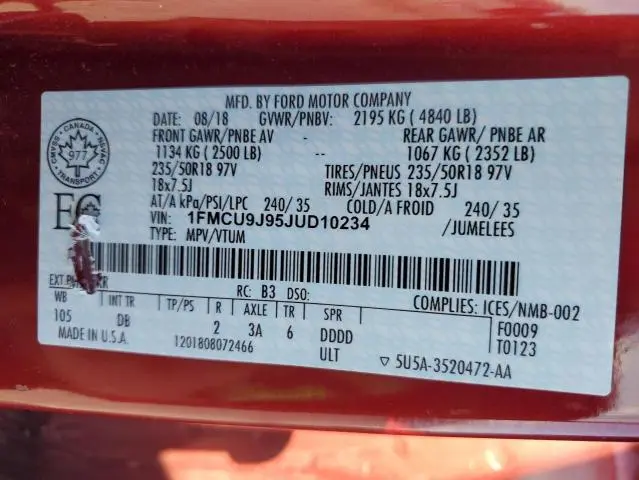 MFD. BY FORD MOTOR COMPANY
DATE: 08/18 GVWR/PNBV: 2195 KG ( 4840 LB)
FRONT GAWR/PNBE AV - REAR GAWR/ PNBE AR
1134 KG ( 2500 LB) -- 1067 KG ( 2352 LB)
235/50R18 97V TIRES/PNEUS 235/50R18 97V
18x7.5J RIMS/JANTES 18x7.5J
AT/A kPa/PSI/LPC 240/ 35 COLD/A FROID 240/ 35
VIN: 1FMCU9J95JUD10234 /JUMELEES
TYPE: MPV/VTUM
CANADA
977
TRANSPORT
EXT
RC: B3 DSO: COMPLIES: ICES/NMB-002
WB INT TR TP/PS R AXLE TR SPR F0009
105 DB 2 3A 6 DDDD T0123
MADE IN U.S.A. 1201808072466 ULT ▽ 5U5A-3520472-AA